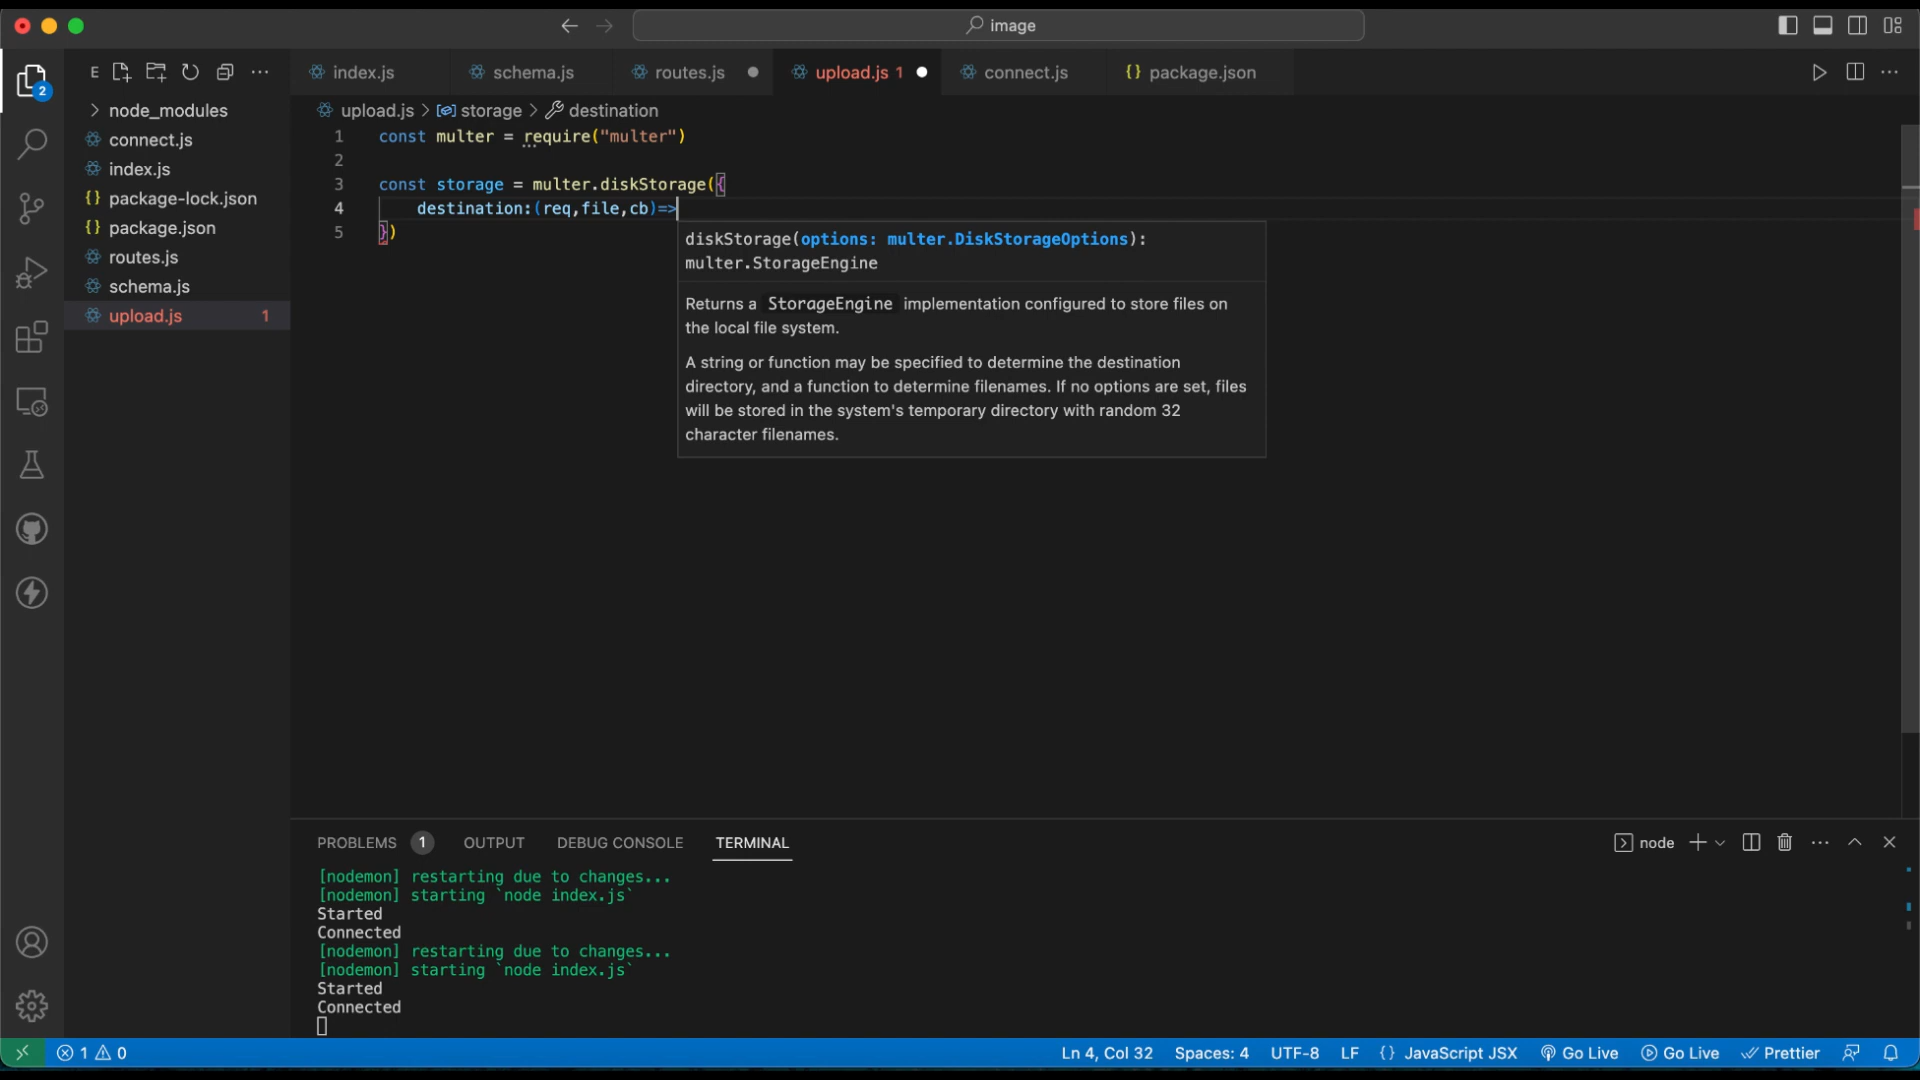 image
E
index.js
schema.js
routes.js
upload.js 1
connect.js
{} package.json
2
node_modules
connect.js
index.js
{} package-lock.json
{} package.json
routes.js
schema.js
upload.js 1
upload.js > storage > destination
1 const multer = require("multer")
2
3 const storage = multer.diskStorage({
4 destination:(req,file,cb)=>
5 })
diskStorage(options: multer.DiskStorageOptions):
multer.StorageEngine
Returns a StorageEngine implementation configured to store files on
the local file system.
A string or function may be specified to determine the destination
directory, and a function to determine filenames. If no options are set, files
will be stored in the system's temporary directory with random 32
character filenames.
PROBLEMS 1 OUTPUT DEBUG CONSOLE TERMINAL
node
[nodemon] restarting due to changes...
[nodemon] starting `node index.js`
Started
Connected
[nodemon] restarting due to changes...
[nodemon] starting `node index.js`
Started
Connected
1 0
Ln 4, Col 32 Spaces: 4 UTF-8 LF {} JavaScript JSX Go Live Go Live Prettier